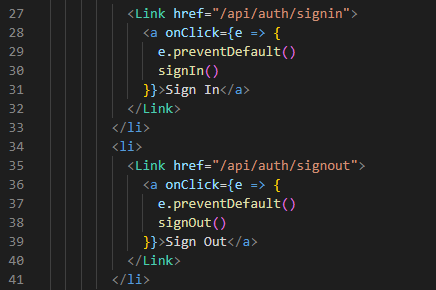 27 <Link href="/api/auth/signin">
28 <a onClick={e => {
29 e.preventDefault()
30 signIn()
31 }}>Sign In</a>
32 </Link>
33 </li>
34 <li>
35 <Link href="/api/auth/signout">
36 <a onClick={e => {
37 e.preventDefault()
38 signOut()
39 }}>Sign Out</a>
40 </Link>
41 </li>